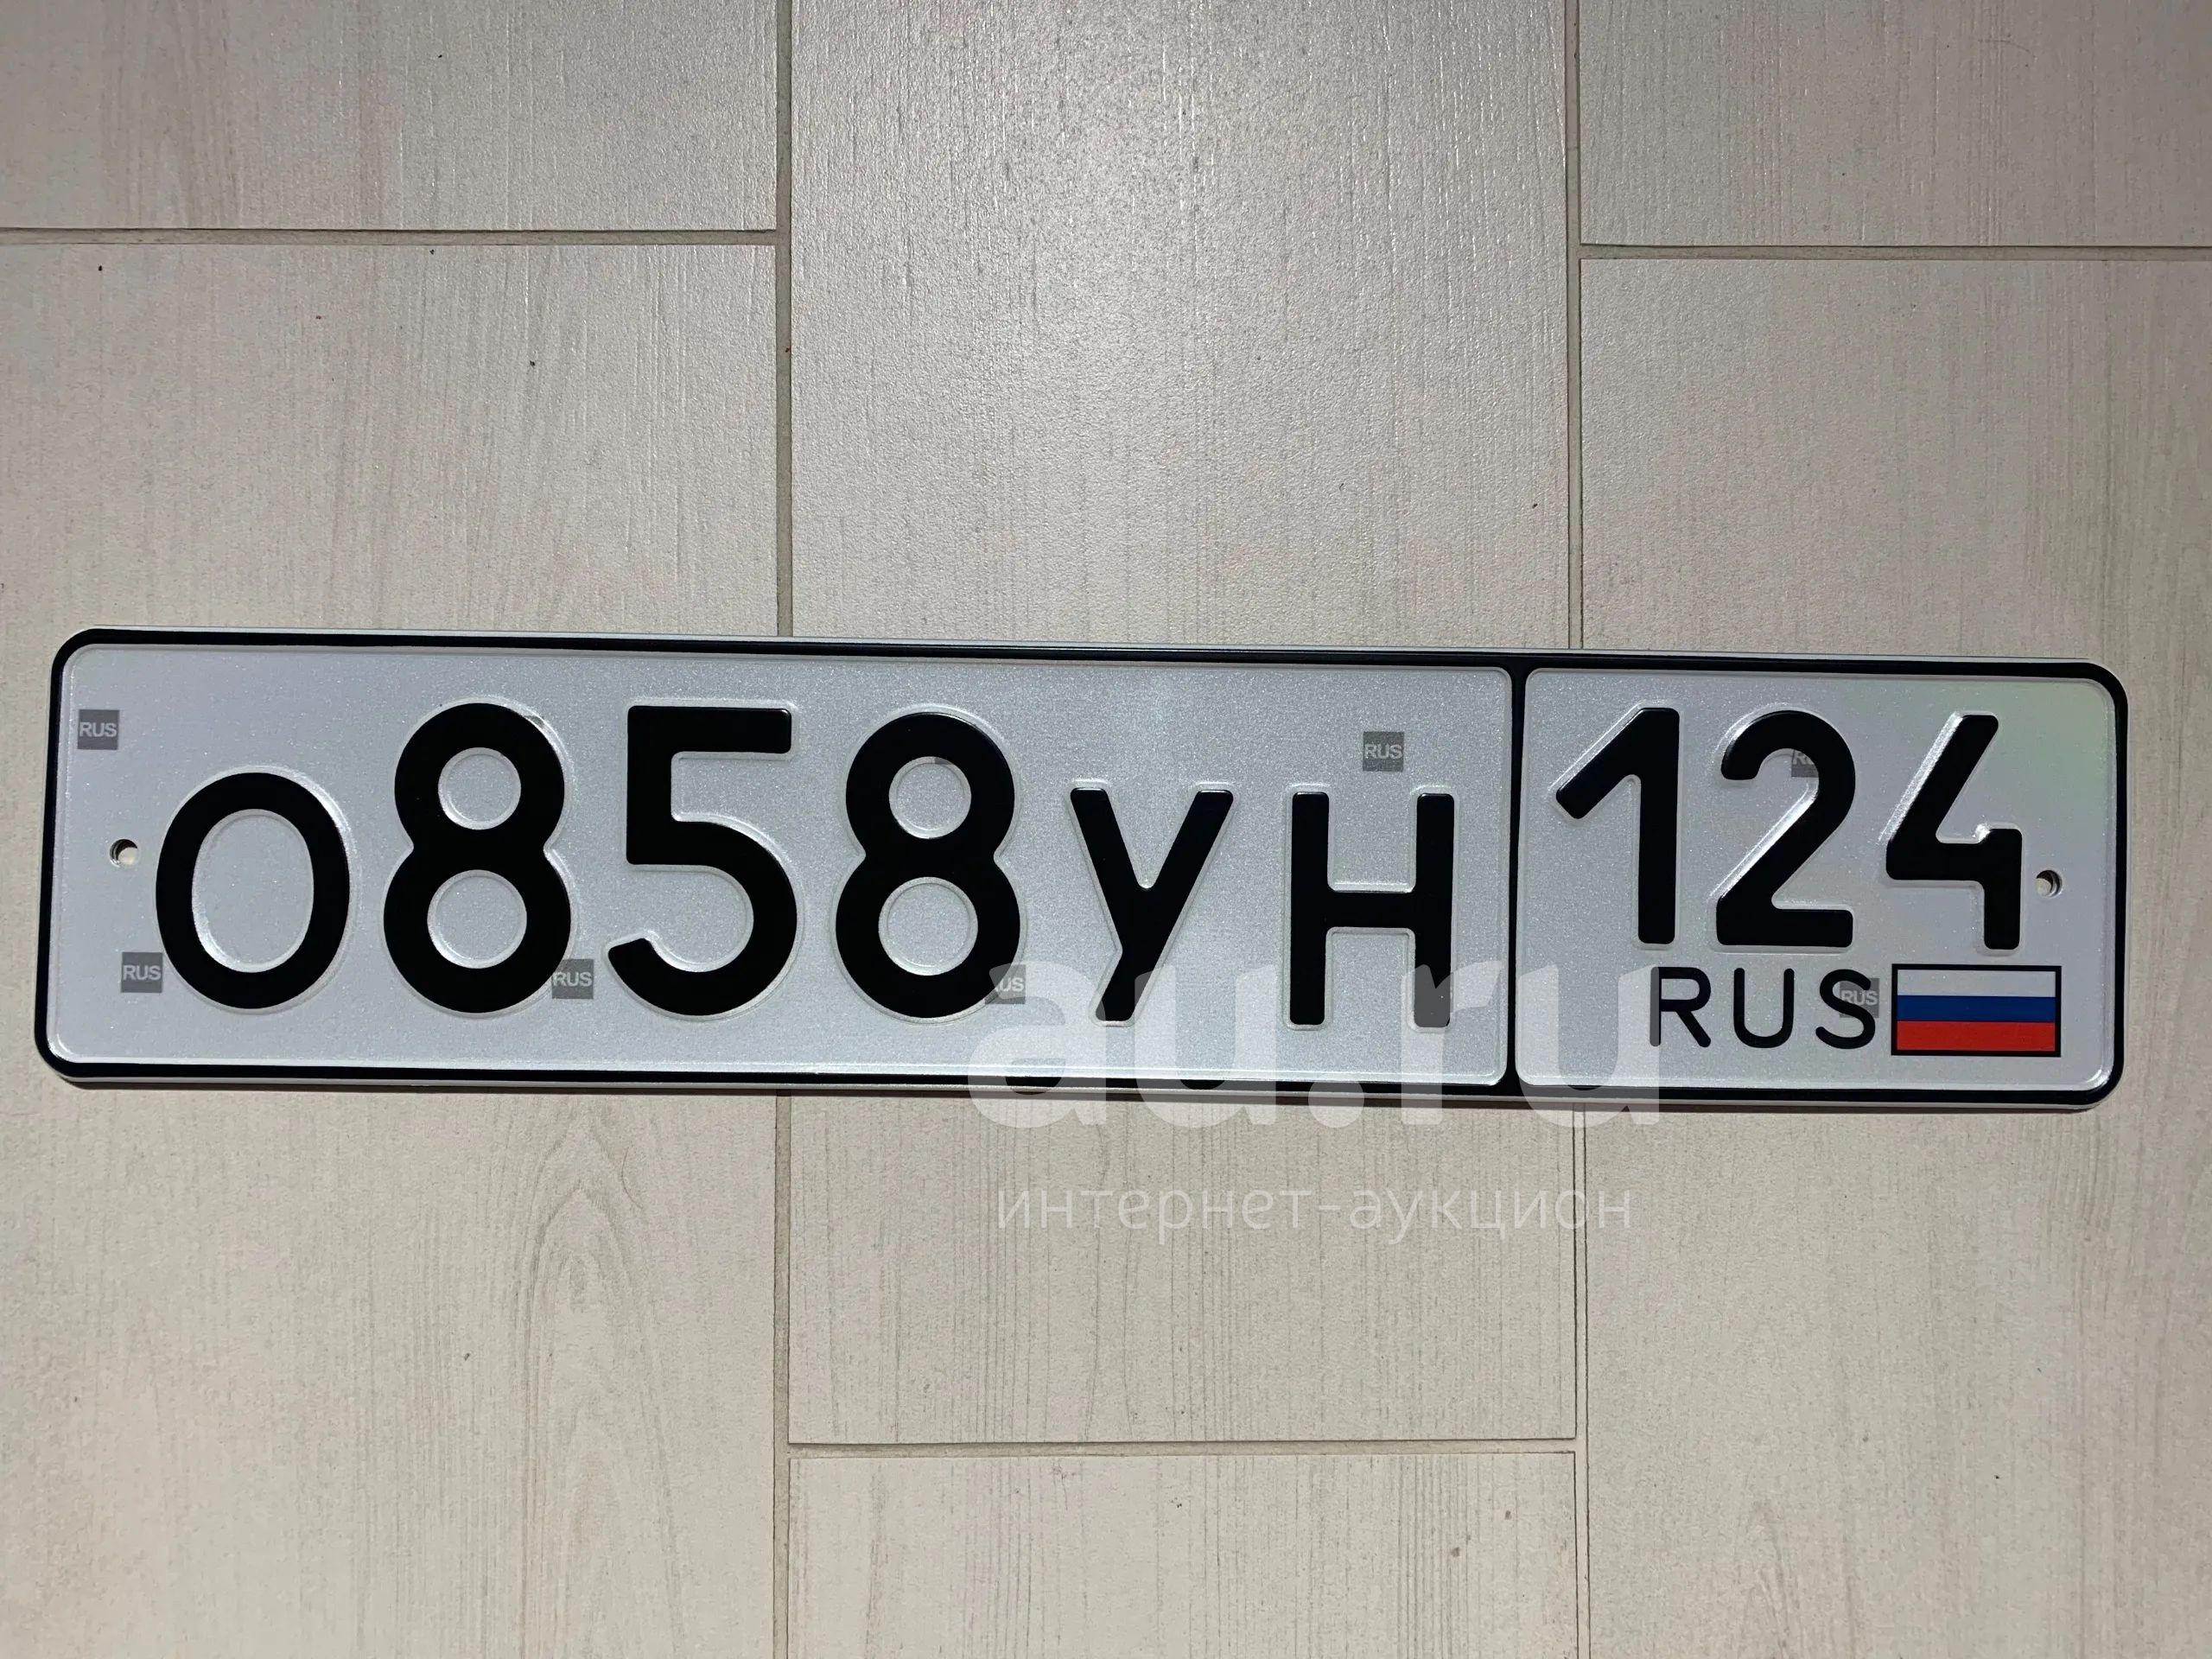 О858УН 124
RUS
au.ru
интернет-аукцион